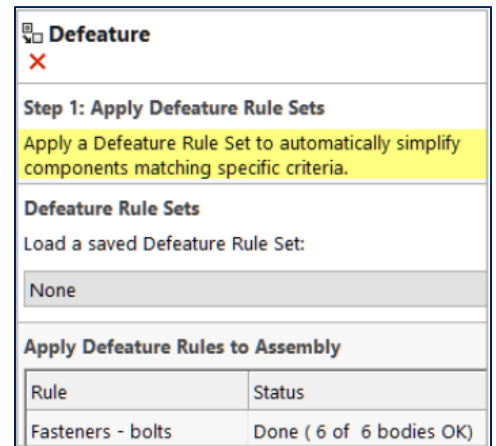 Defeature
Step 1: Apply Defeature Rule Sets
Apply a Defeature Rule Set to automatically simplify
components matching specific criteria.
Defeature Rule Sets
Load a saved Defeature Rule Set:
None
Apply Defeature Rules to Assembly
Rule Status
Fasteners - bolts Done ( 6 of 6 bodies OK)